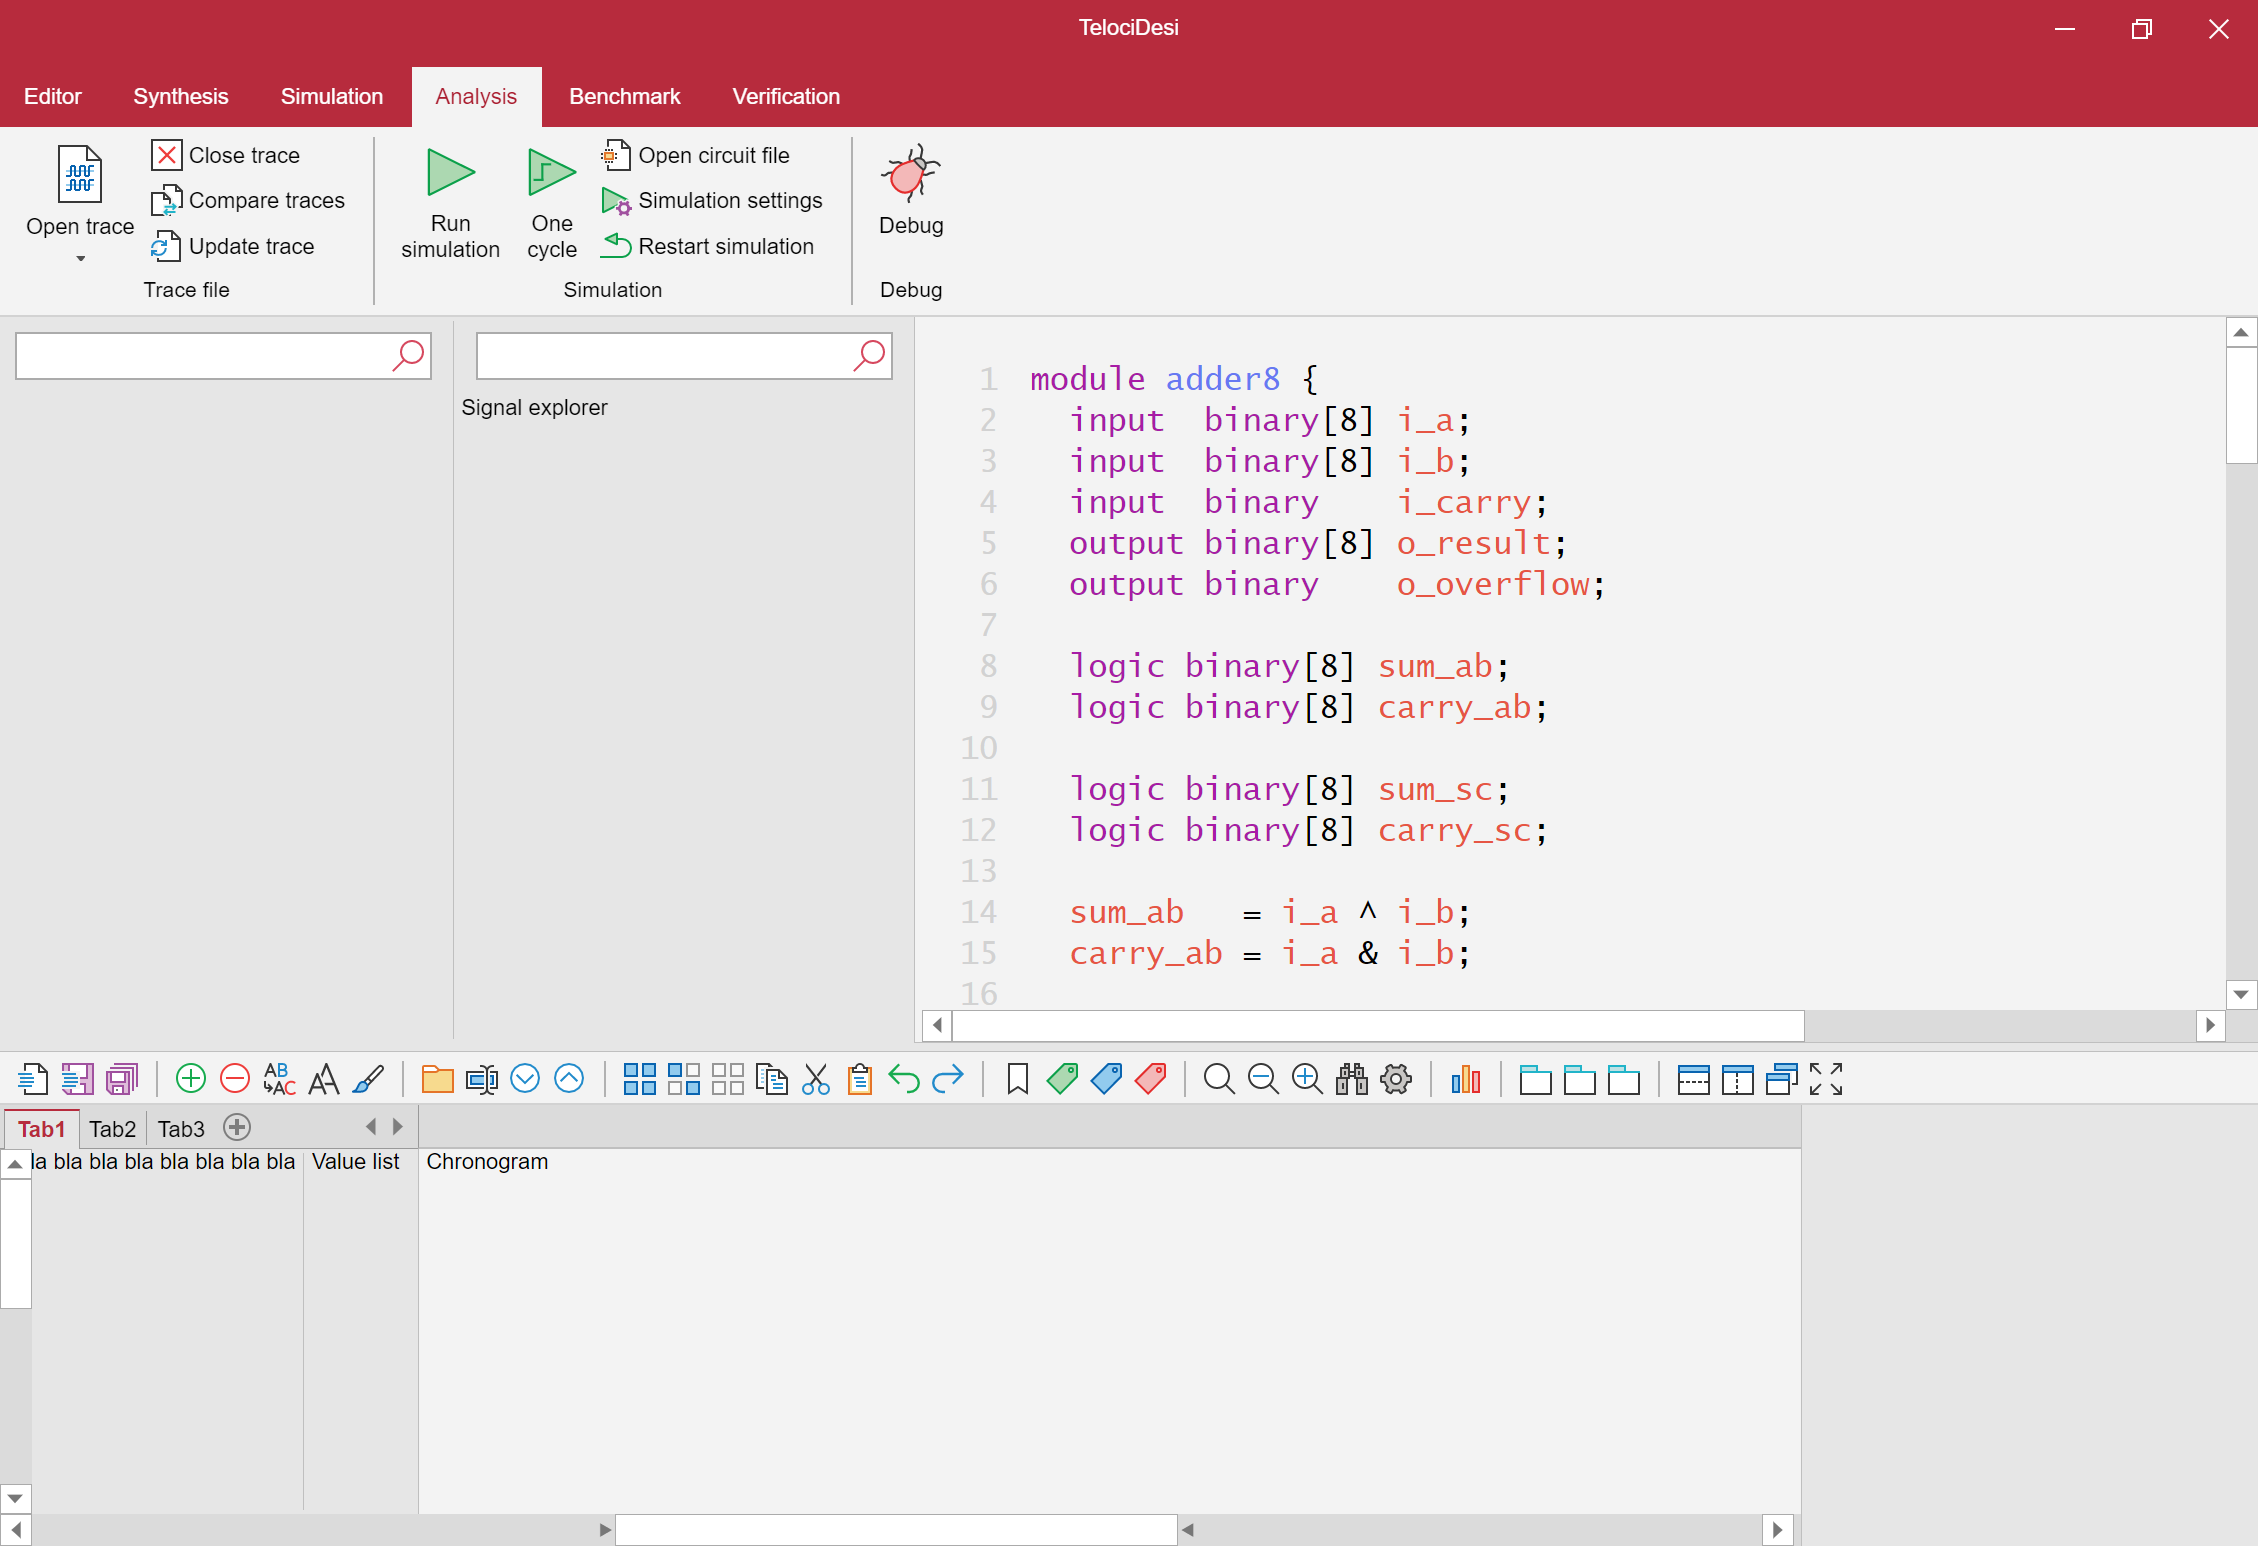 TelociDesi
Editor Synthesis Simulation Analysis Benchmark Verification
Open trace
Close trace
Compare traces
Update trace
Trace file
Run
simulation
One
cycle
Open circuit file
Simulation settings
Restart simulation
Simulation
Debug
Debug
Signal explorer
1 module adder8 {
2 input binary[8] i_a;
3 input binary[8] i_b;
4 input binary i_carry;
5 output binary[8] o_result;
6 output binary o_overflow;
7
8 logic binary[8] sum_ab;
9 logic binary[8] carry_ab;
10
11 logic binary[8] sum_sc;
12 logic binary[8] carry_sc;
13
14 sum_ab = i_a ^ i_b;
15 carry_ab = i_a & i_b;
16
AB
AC
Tab1 Tab2 Tab3
la bla bla bla bla bla bla bla
Value list
Chronogram